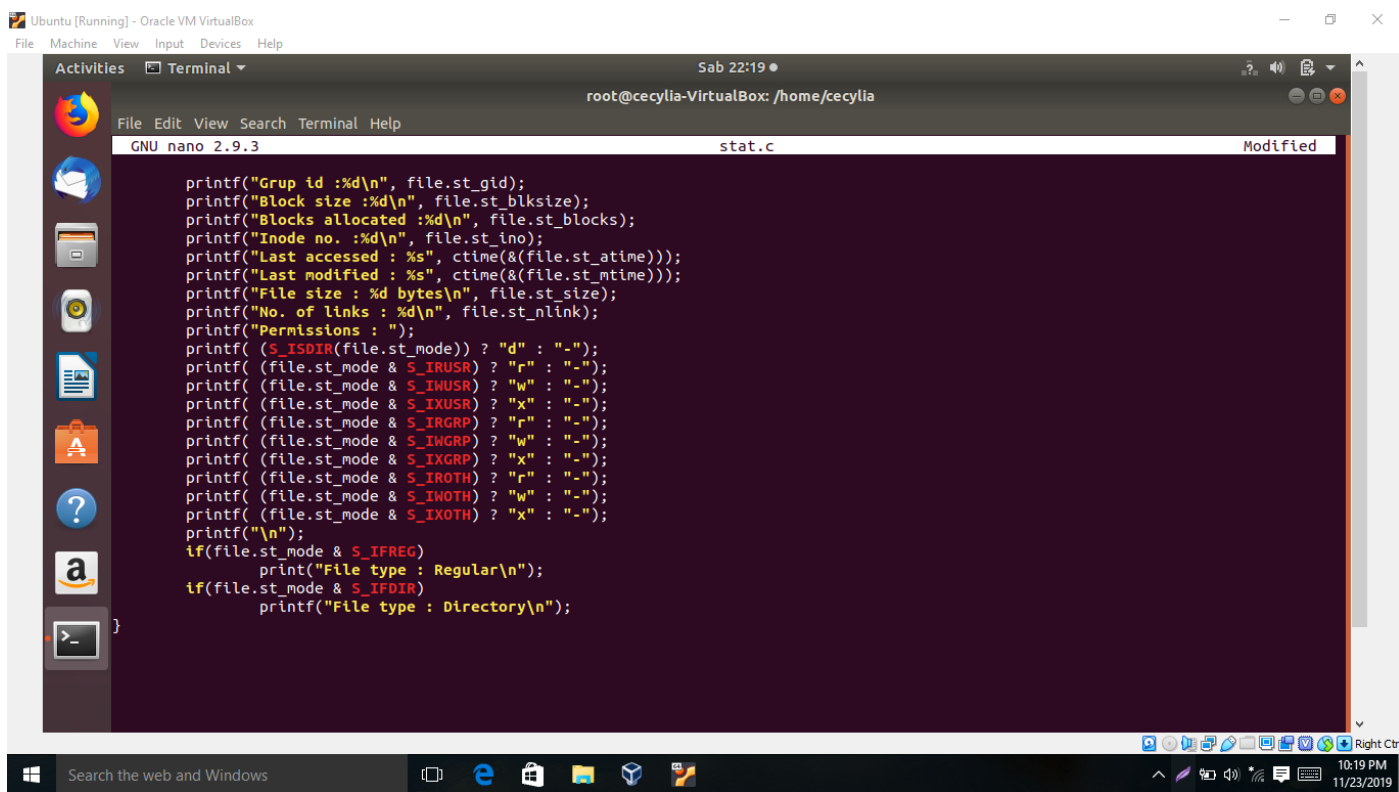 Ubuntu [Running] - Oracle VM VirtualBox
File Machine View Input Devices Help
Activities Terminal Sab 22:19
root@cecylia-VirtualBox: /home/cecylia
File Edit View Search Terminal Help
GNU nano 2.9.3 stat.c Modified
printf("Grup id :%d\n", file.st_gid);
printf("Block size :%d\n", file.st_blksize);
printf("Blocks allocated :%d\n", file.st_blocks);
printf("Inode no. :%d\n", file.st_ino);
printf("Last accessed : %s", ctime(&(file.st_atime)));
printf("Last modified : %s", ctime(&(file.st_mtime)));
printf("File size : %d bytes\n", file.st_size);
printf("No. of links : %d\n", file.st_nlink);
printf("Permissions : ");
printf( (S_ISDIR(file.st_mode)) ? "d" : "-");
printf( (file.st_mode & S_IRUSR) ? "r" : "-");
printf( (file.st_mode & S_IWUSR) ? "w" : "-");
printf( (file.st_mode & S_IXUSR) ? "x" : "-");
printf( (file.st_mode & S_IRGRP) ? "r" : "-");
printf( (file.st_mode & S_IWGRP) ? "w" : "-");
printf( (file.st_mode & S_IXGRP) ? "x" : "-");
printf( (file.st_mode & S_IROTH) ? "r" : "-");
printf( (file.st_mode & S_IWOTH) ? "w" : "-");
printf( (file.st_mode & S_IXOTH) ? "x" : "-");
printf("\n");
if(file.st_mode & S_IFREG)
print("File type : Regular\n");
if(file.st_mode & S_IFDIR)
printf("File type : Directory\n");
}
Right Ctr
Search the web and Windows
10:19 PM
11/23/2019